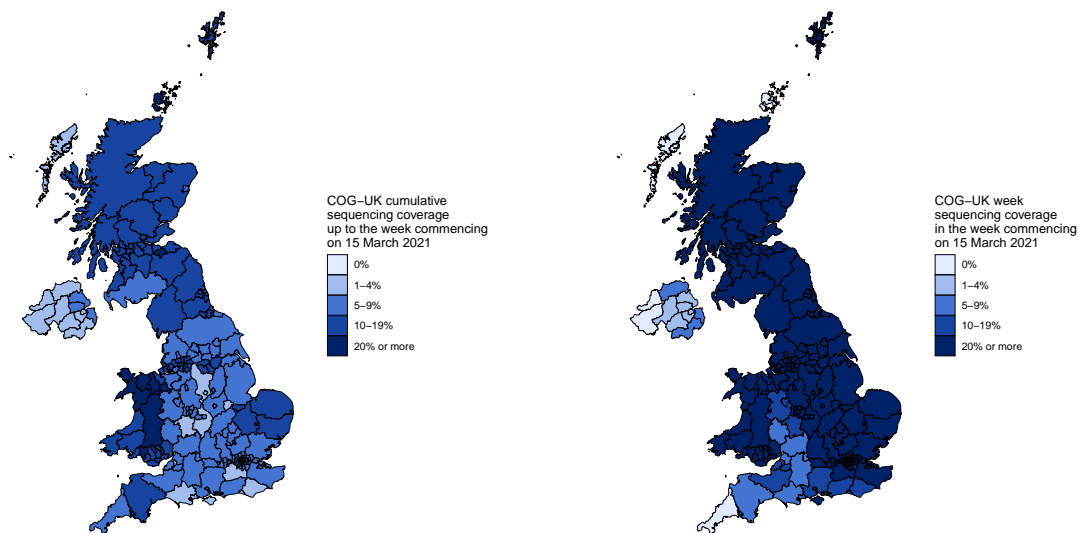 COG−UK cumulative
sequencing coverage
up to the week commencing
on 15 March 2021
0%
1−4%
5−9%
10−19%
20% or more
COG−UK week
sequencing coverage
in the week commencing
on 15 March 2021
0%
1−4%
5−9%
10−19%
20% or more